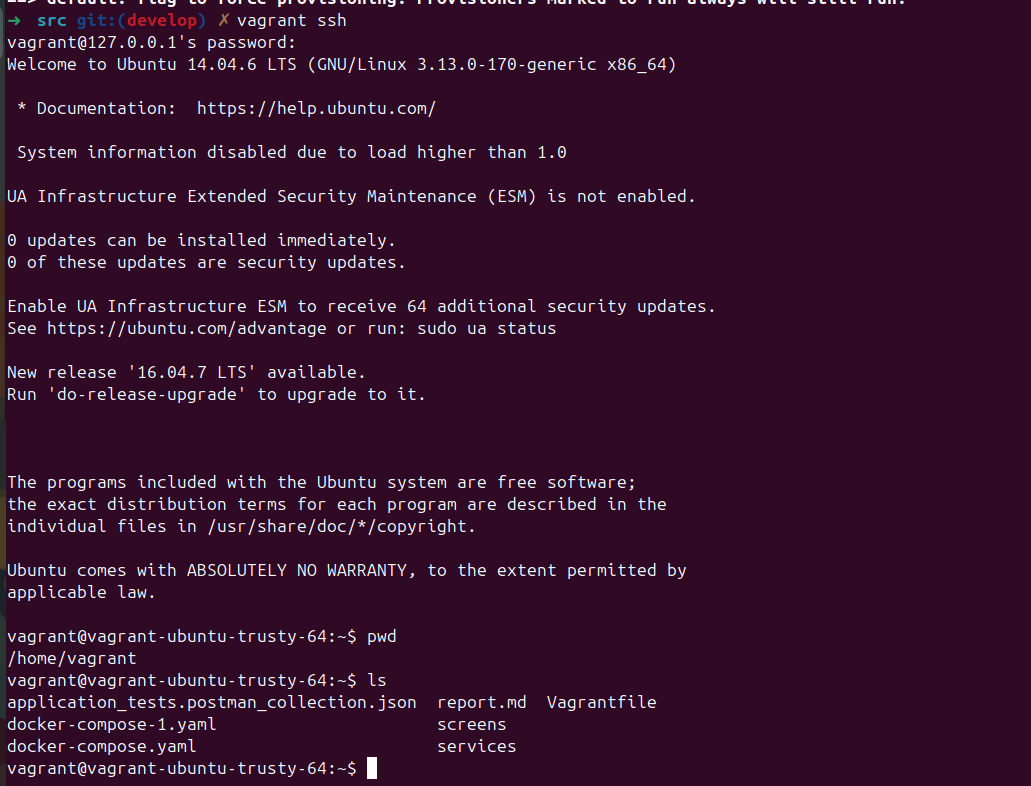 ==> default: flag to force provisioning. Provisioners marked to run always will still run.
➜ src git:(develop) ✗ vagrant ssh
vagrant@127.0.0.1's password:
Welcome to Ubuntu 14.04.6 LTS (GNU/Linux 3.13.0-170-generic x86_64)
* Documentation: https://help.ubuntu.com/
System information disabled due to load higher than 1.0
UA Infrastructure Extended Security Maintenance (ESM) is not enabled.
0 updates can be installed immediately.
0 of these updates are security updates.
Enable UA Infrastructure ESM to receive 64 additional security updates.
See https://ubuntu.com/advantage or run: sudo ua status
New release '16.04.7 LTS' available.
Run 'do-release-upgrade' to upgrade to it.
The programs included with the Ubuntu system are free software;
the exact distribution terms for each program are described in the
individual files in /usr/share/doc/*/copyright.
Ubuntu comes with ABSOLUTELY NO WARRANTY, to the extent permitted by
applicable law.
vagrant@vagrant-ubuntu-trusty-64:~$ pwd
/home/vagrant
vagrant@vagrant-ubuntu-trusty-64:~$ ls
application_tests.postman_collection.json report.md Vagrantfile
docker-compose-1.yaml screens
docker-compose.yaml services
vagrant@vagrant-ubuntu-trusty-64:~$